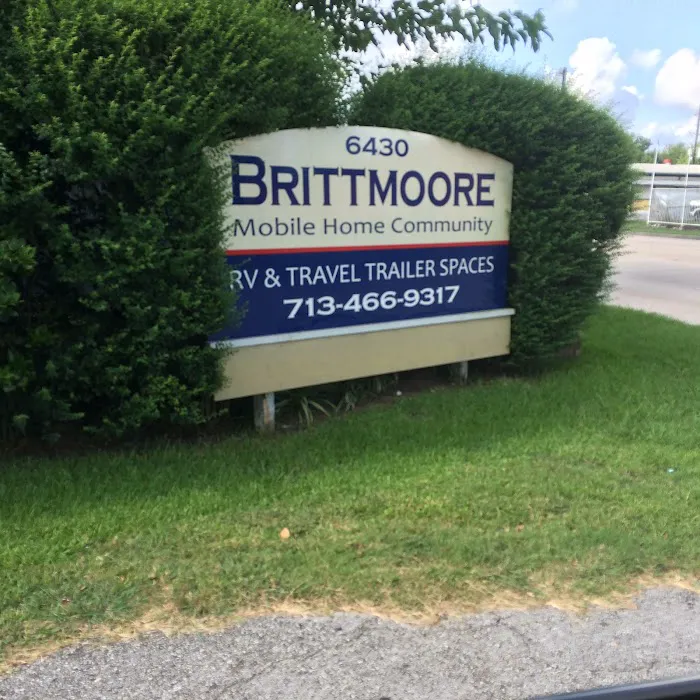 6430
BRITTMOORE
Mobile Home Community
RV & TRAVEL TRAILER SPACES
713-466-9317